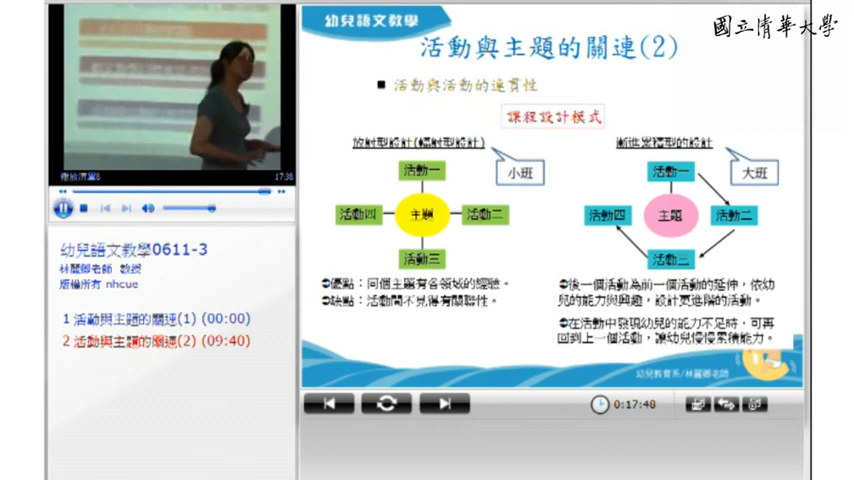 國立清華大學
幼兒語文教學
活動與主題的關連(2)
■ 活動與活動的連貫性
課程設計模式
放射型設計(輻射型設計)
小班
活動一
活動四
主題
活動二
活動三
➲優點：同個主題有各領域的經驗。
➲缺點：活動間不見得有關聯性。
漸進累積型的設計
大班
活動一
活動四
主題
活動二
活動三
➲後一個活動為前一個活動的延伸，依幼
兒的能力與興趣，設計更進階的活動。
➲在活動中發現幼兒的能力不足時，可再
回到上一個活動，讓幼兒慢慢累積能力。
幼兒教育系/林麗卿老師
播放清單8
17:38
幼兒語文教學0611-3
林麗卿老師 教授
版權所有 nhcue
1 活動與主題的關連(1) (00:00)
2 活動與主題的關連(2) (09:40)
0:17:48